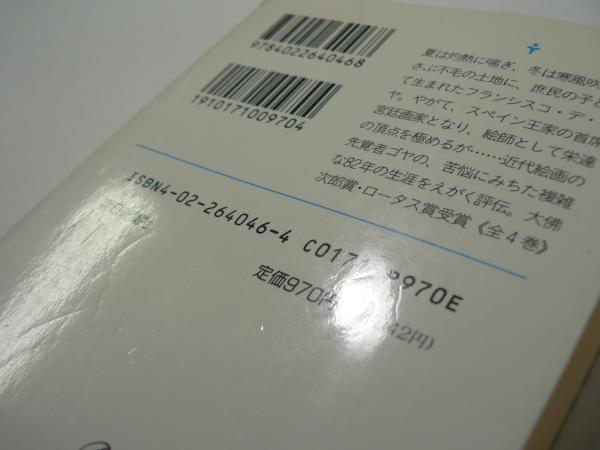 9784022640468
1910171009704
夏は灼熱に喘ぎ、冬は寒風吹
さぶ不毛の土地に、庶民の子と
て生まれたフランシスコ・デ・
ヤ。やがて、スペイン王家の首席
宮廷画家となり、絵師として栄達
の頂点を極めるが……近代絵画の
先覚者ゴヤの、苦悩にみちた複雑
な82年の生涯をえがく評伝。大佛
次郎賞・ロータス賞受賞《全4巻》
ISBN4-02-264046-4 C017 P970E
定価970円 42円)